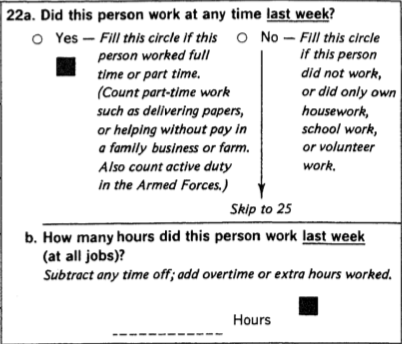 22a. Did this person work at any time last week?
Yes — Fill this circle if this person worked full time or part time. (Count part-time work such as delivering papers, or helping without pay in a family business or farm. Also count active duty in the Armed Forces.)
No — Fill this circle if this person did not work, or did only own housework, school work, or volunteer work.
Skip to 25
b. How many hours did this person work last week
(at all jobs)?
Subtract any time off; add overtime or extra hours worked.
Hours